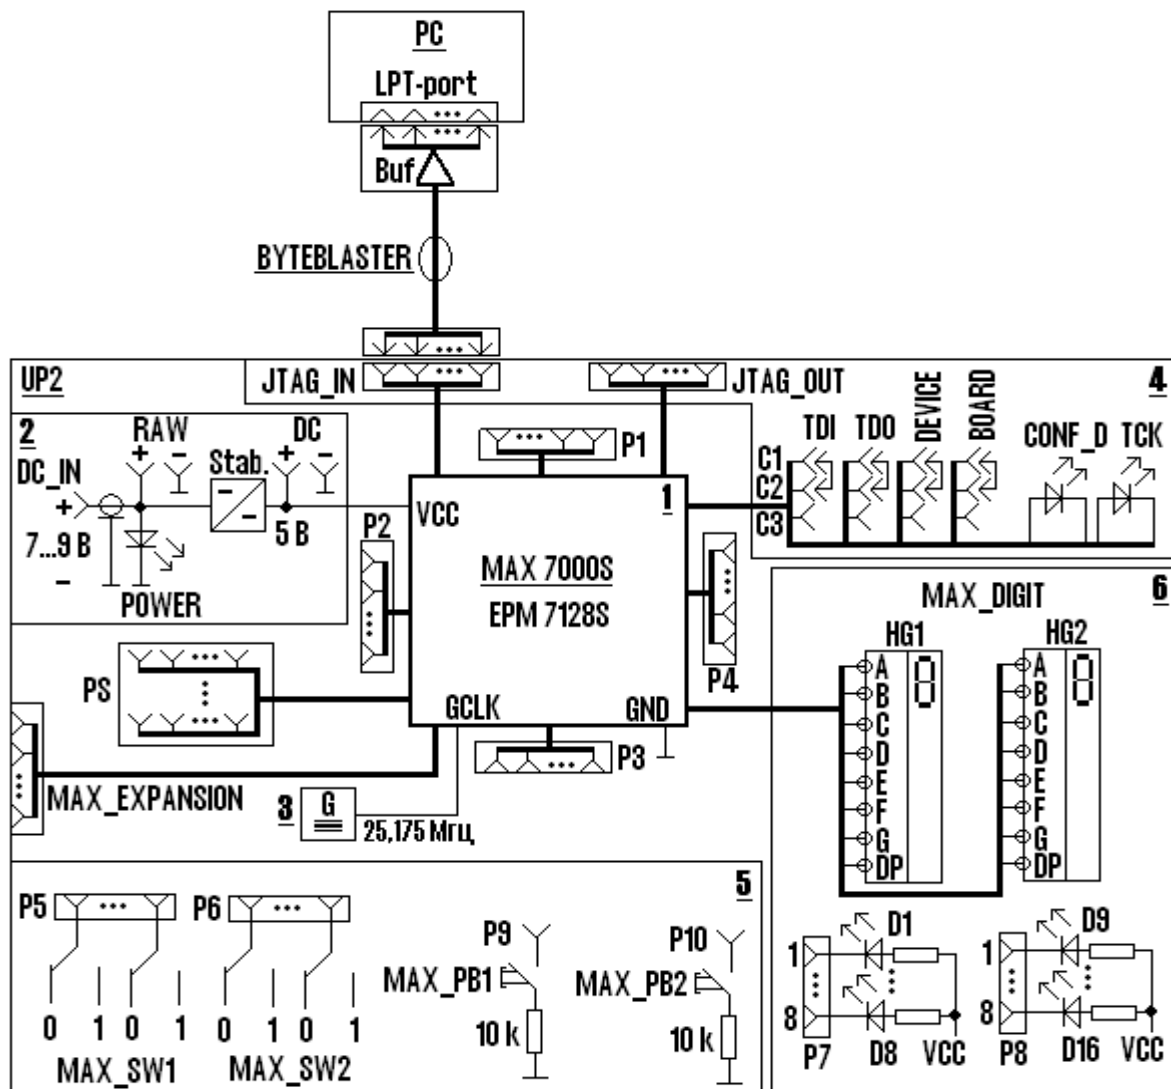 PC
LPT-port
Buf
BYTEBLASTER
UP2
JTAG_IN
JTAG_OUT
4
2
RAW
DC
+ - + -
DC_IN
Stab.
+
7...9 В
-
5 В
POWER
P1
TDI
TDO
DEVICE
BOARD
CONF_D
TCK
C1
C2
C3
1
VCC
MAX 7000S
EPM 7128S
GCLK
GND
P2
P4
PS
P3
MAX_EXPANSION
3
G
25,175 Мгц
6
MAX_DIGIT
HG1
HG2
A
B
C
D
E
F
G
DP
A
B
C
D
E
F
G
DP
5
P5
P6
0 1 0 1
0 1 0 1
MAX_SW1
MAX_SW2
P9
MAX_PB1
10 k
P10
MAX_PB2
10 k
D1
1
8
P7
D8
VCC
D9
1
8
P8
D16
VCC